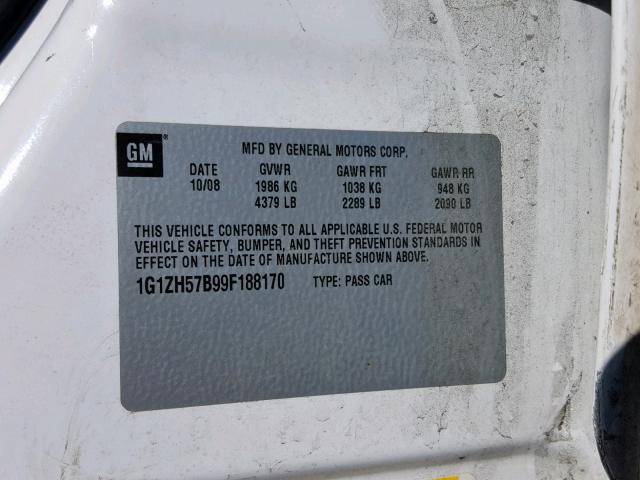 GM®
MFD BY GENERAL MOTORS CORP.
DATE GVWR GAWR FRT GAWR RR
10/08 1986 KG 1038 KG 948 KG
4379 LB 2289 LB 2090 LB
THIS VEHICLE CONFORMS TO ALL APPLICABLE U.S. FEDERAL MOTOR
VEHICLE SAFETY, BUMPER, AND THEFT PREVENTION STANDARDS IN
EFFECT ON THE DATE OF MANUFACTURE SHOWN ABOVE.
1G1ZH57B99F188170 TYPE: PASS CAR